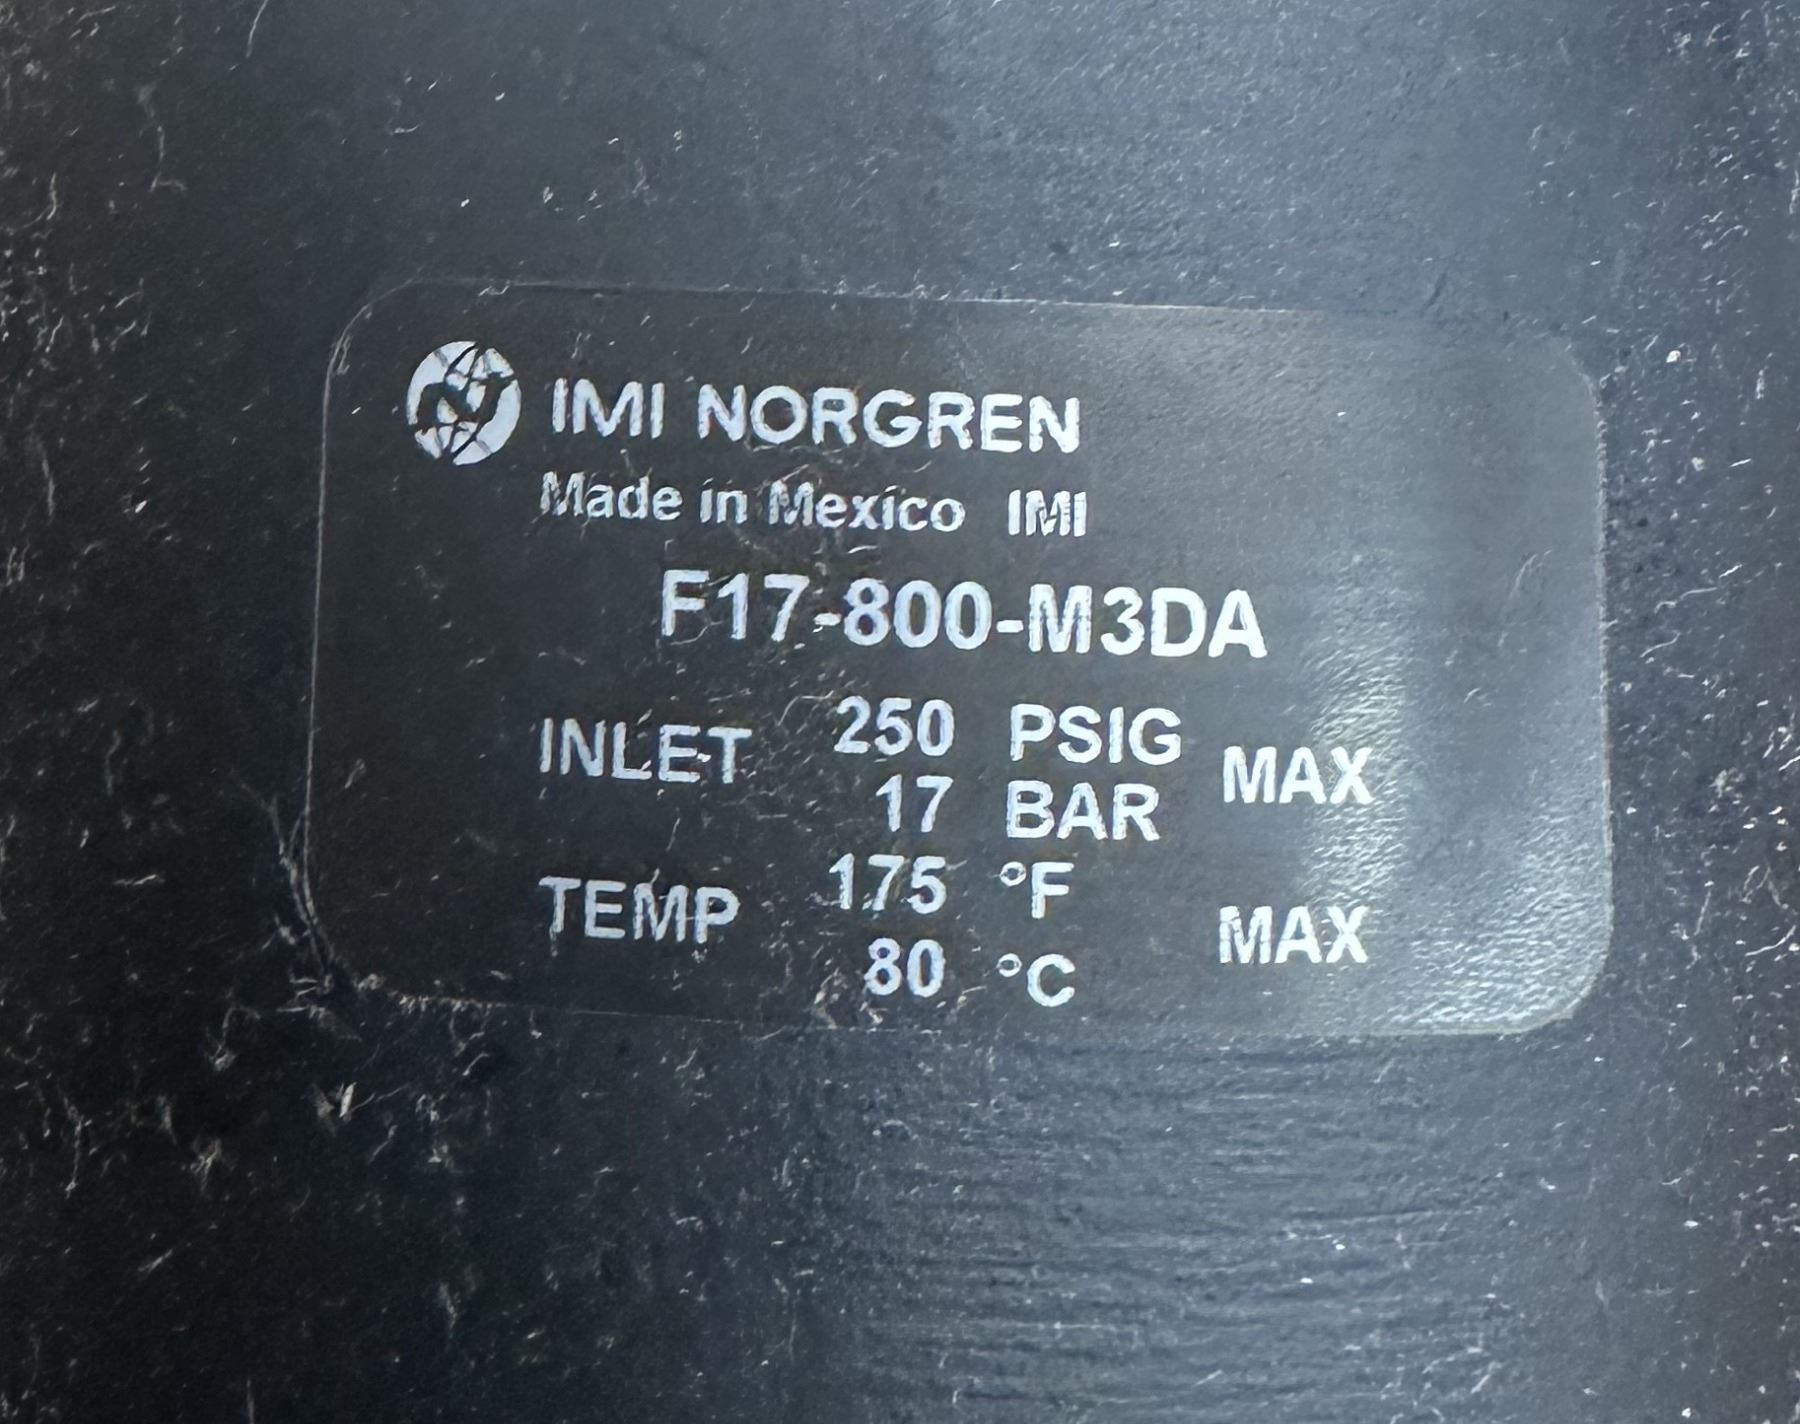 IMI NORGREN
Made in Mexico IMI
F17-800-M3DA
INLET 250 PSIG MAX
17 BAR
TEMP 175 °F MAX
80 °C